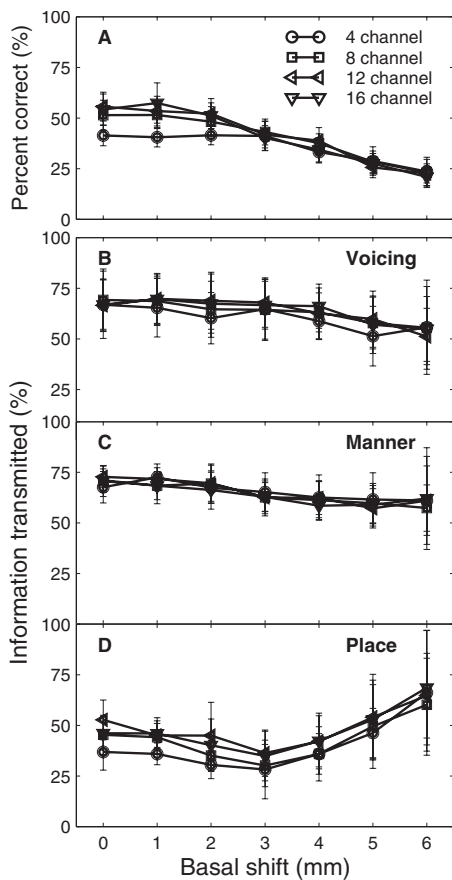 100
75
50
25
0
Percent correct (%)
A
4 channel
8 channel
12 channel
16 channel
100
75
50
25
B
Voicing
Information transmitted (%)
100
75
50
25
C
Manner
100
75
50
25
0
D
Place
0 1 2 3 4 5 6
Basal shift (mm)